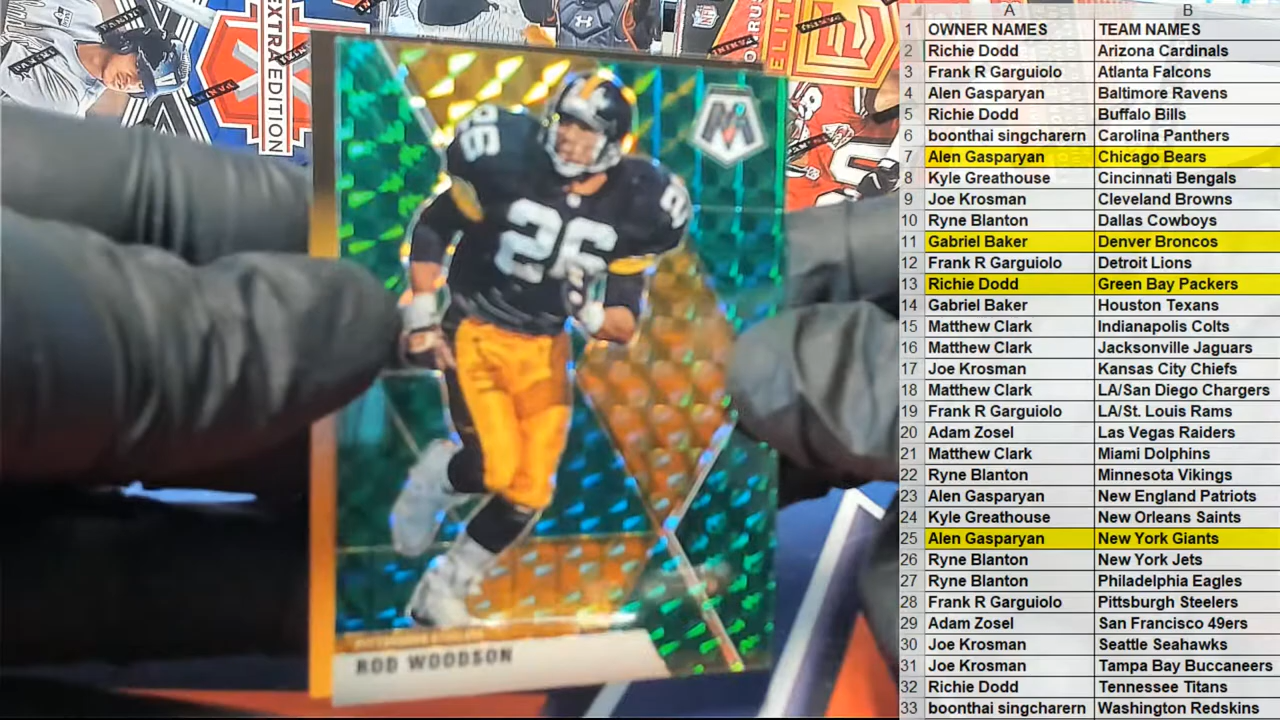 EXTRA EDITION
NFL
ELITE
26
26
26
ROD WOODSON
A B
1 OWNER NAMES TEAM NAMES
2 Richie Dodd Arizona Cardinals
3 Frank R Garguiolo Atlanta Falcons
4 Alen Gasparyan Baltimore Ravens
5 Richie Dodd Buffalo Bills
6 boonthai singcharern Carolina Panthers
7 Alen Gasparyan Chicago Bears
8 Kyle Greathouse Cincinnati Bengals
9 Joe Krosman Cleveland Browns
10 Ryne Blanton Dallas Cowboys
11 Gabriel Baker Denver Broncos
12 Frank R Garguiolo Detroit Lions
13 Richie Dodd Green Bay Packers
14 Gabriel Baker Houston Texans
15 Matthew Clark Indianapolis Colts
16 Matthew Clark Jacksonville Jaguars
17 Joe Krosman Kansas City Chiefs
18 Matthew Clark LA/San Diego Chargers
19 Frank R Garguiolo LA/St. Louis Rams
20 Adam Zosel Las Vegas Raiders
21 Matthew Clark Miami Dolphins
22 Ryne Blanton Minnesota Vikings
23 Alen Gasparyan New England Patriots
24 Kyle Greathouse New Orleans Saints
25 Alen Gasparyan New York Giants
26 Ryne Blanton New York Jets
27 Ryne Blanton Philadelphia Eagles
28 Frank R Garguiolo Pittsburgh Steelers
29 Adam Zosel San Francisco 49ers
30 Joe Krosman Seattle Seahawks
31 Joe Krosman Tampa Bay Buccaneers
32 Richie Dodd Tennessee Titans
33 boonthai singcharern Washington Redskins